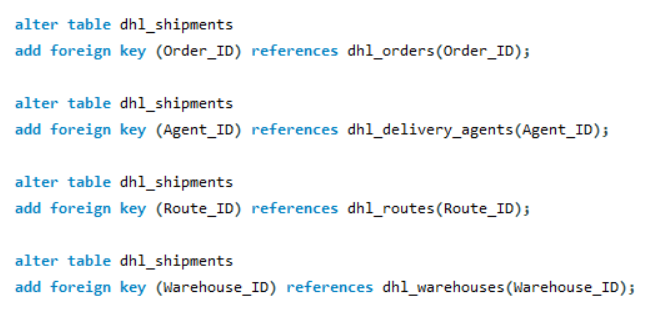 alter table dhl_shipments
add foreign key (Order_ID) references dhl_orders(Order_ID);
alter table dhl_shipments
add foreign key (Agent_ID) references dhl_delivery_agents(Agent_ID);
alter table dhl_shipments
add foreign key (Route_ID) references dhl_routes(Route_ID);
alter table dhl_shipments
add foreign key (Warehouse_ID) references dhl_warehouses(Warehouse_ID);